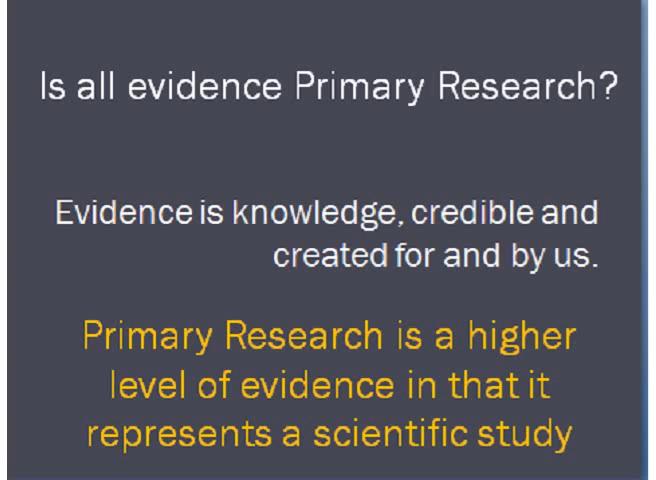 Is all evidence Primary Research?
Evidence is knowledge, credible and
created for and by us.
Primary Research is a higher
level of evidence in that it
represents a scientific study